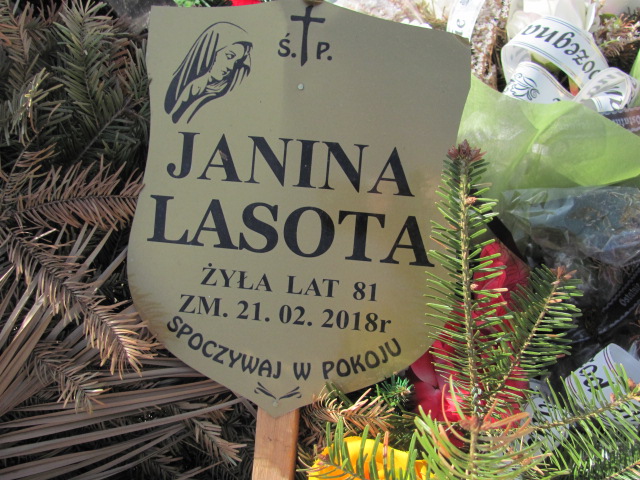 Ś. P.
JANINA
LASOTA
ŻYŁA LAT 81
ZM. 21. 02. 2018r
SPOCZYWAJ W POKOJU